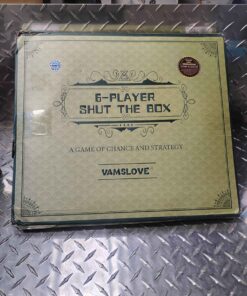 6-PLAYER
SHUT THE BOX
A GAME OF CHANCE AND STRATEGY
VAMSLOVE